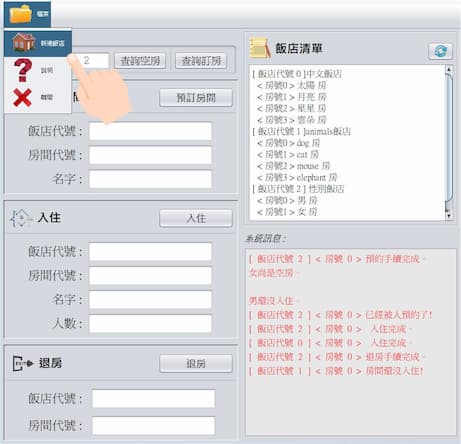 檔案
新建飯店
說明
離開
2
查詢空房
查詢訂房
預訂房間
飯店代號 :
房間代號 :
名字 :
入住
入住
飯店代號 :
房間代號 :
名字 :
人數 :
退房
退房
飯店代號 :
房間代號 :
飯店清單
[ 飯店代號 0 ]中文飯店
< 房號0 > 太陽 房
< 房號1 > 月亮 房
< 房號2 > 星星 房
< 房號3 > 雲朵 房
[ 飯店代號 1 ]animals飯店
< 房號0 > dog 房
< 房號1 > cat 房
< 房號2 > mouse 房
< 房號3 > elephant 房
[ 飯店代號 2 ] 性別飯店
< 房號0 > 男 房
< 房號1 > 女 房
系統訊息 :
[ 飯店代號 2 ] < 房號 0 > 預約手續完成。
女尚是空房。
男還沒入住。
[ 飯店代號 2 ] < 房號 0 > 已經被人預約了!
[ 飯店代號 2 ] < 房號 0 > 入住完成。
[ 飯店代號 0 ] < 房號 0 > 入住完成。
[ 飯店代號 2 ] < 房號 0 > 退房手續完成。
[ 飯店代號 1 ] < 房號 0 > 房間還沒入住!